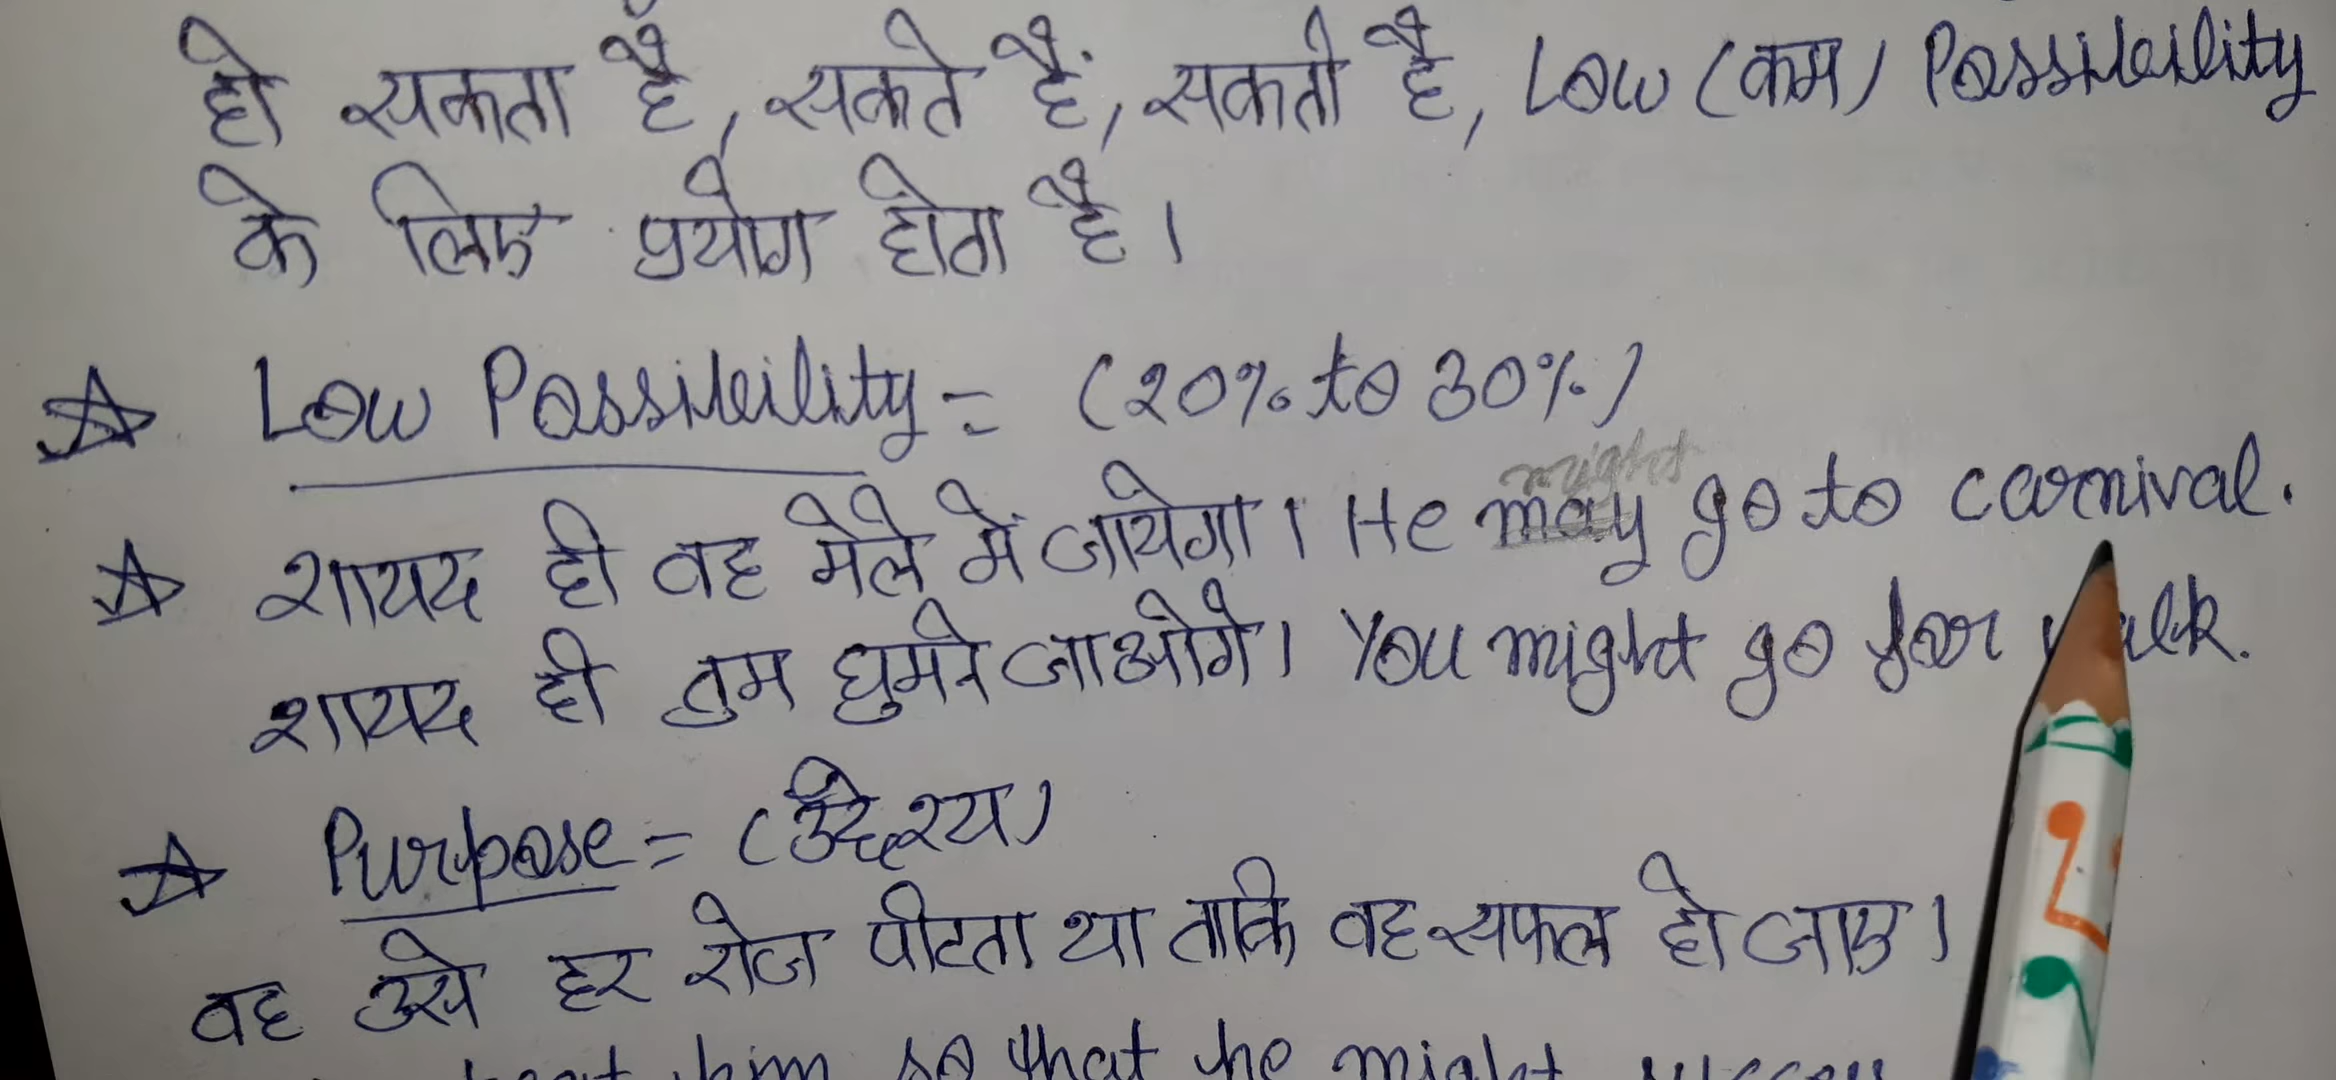 हो सकता है, सकते हैं, सकती है, Low (कम) Possibility
के लिए प्रयोग होता है।
Low Possibility = (20% to 30%)
might
शायद ही वह मेले में जायेगा। He may go to carnival.
शायद ही तुम घुमने जाओगे। You might go for
Purpose = (उद्देश्य)
वह उसे हर रोज पीटता था ताकि वह सफल हो जाए।
beat him so that he might